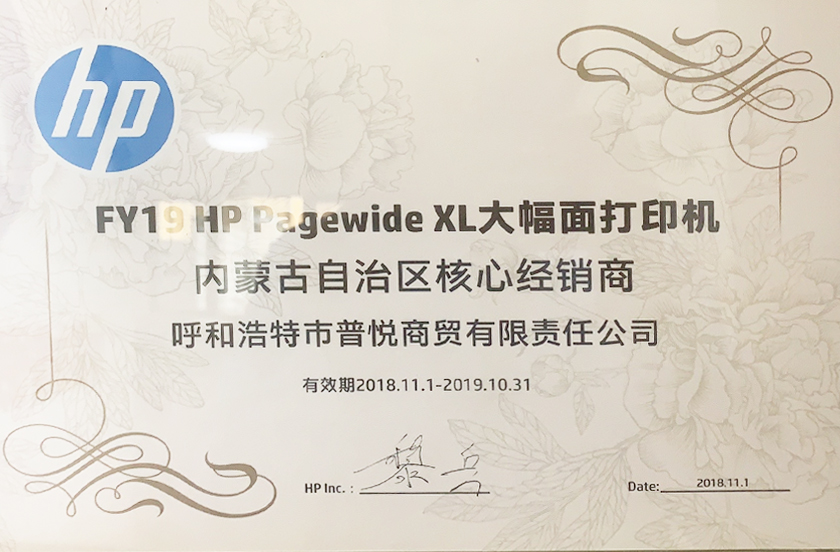 hp
FY19 HP Pagewide XL大幅面打印机
内蒙古自治区核心经销商
呼和浩特市普悦商贸有限责任公司
有效期2018.11.1-2019.10.31
HP Inc.：
Date: 2018.11.1